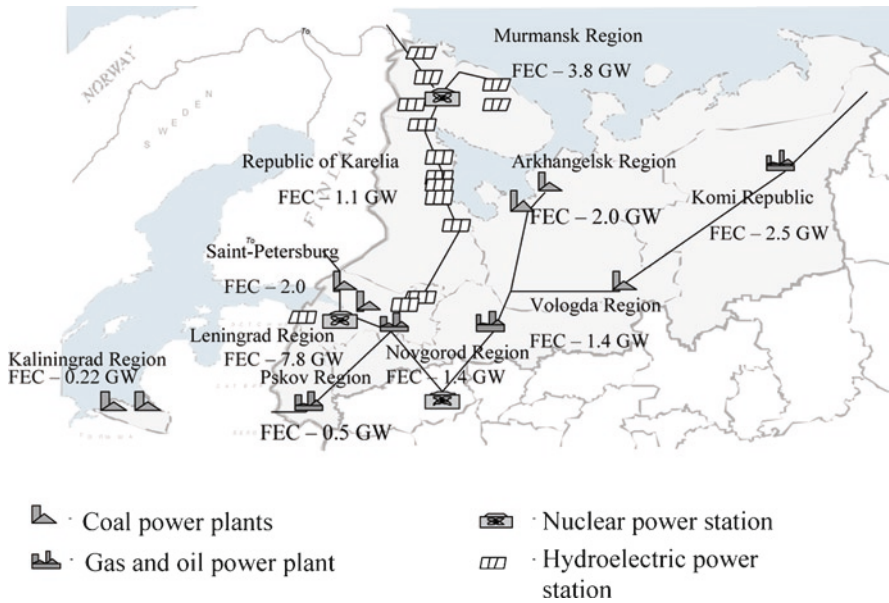 Murmansk Region
FEC – 3.8 GW
NORWAY
SWEDEN
FINLAND
To
Republic of Karelia
FEC – 1.1 GW
Arkhangelsk Region
FEC – 2.0 GW
Komi Republic
FEC – 2.5 GW
To
Saint-Petersburg
FEC – 2.0
Vologda Region
FEC – 1.4 GW
Leningrad Region
FEC – 7.8 GW
Novgorod Region
FEC – 1.4 GW
Kaliningrad Region
FEC – 0.22 GW
Pskov Region
FEC – 0.5 GW
Coal power plants
Gas and oil power plant
Nuclear power station
Hydroelectric power
station